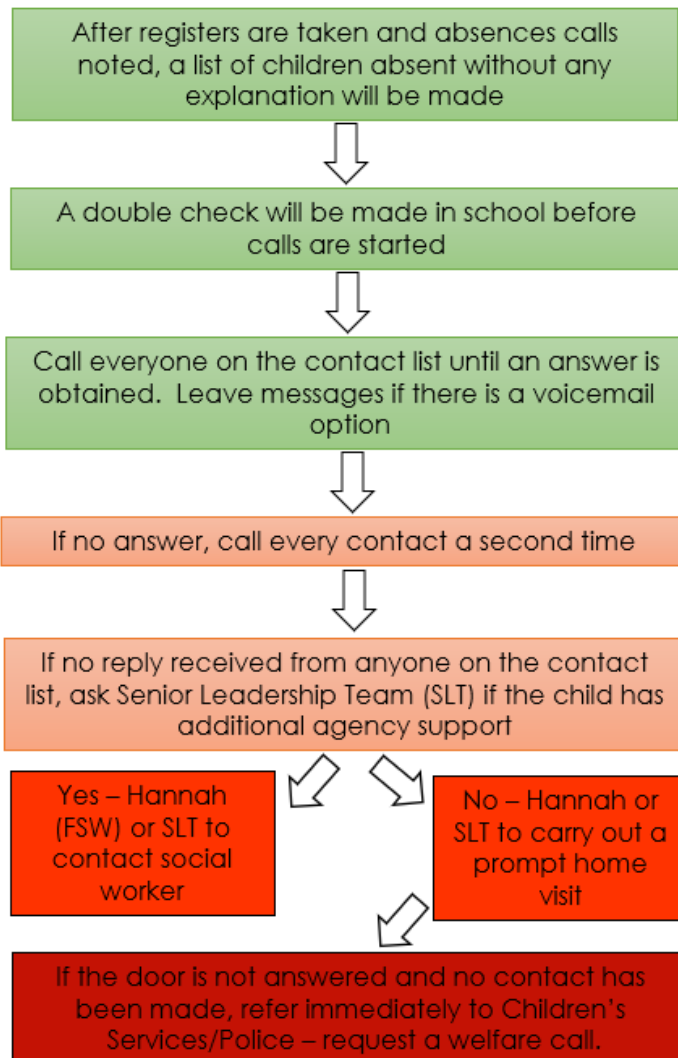 After registers are taken and absences calls
noted, a list of children absent without any
explanation will be made
A double check will be made in school before
calls are started
Call everyone on the contact list until an answer is
obtained.  Leave messages if there is a voicemail
option
If no answer, call every contact a second time
If no reply received from anyone on the contact
list, ask Senior Leadership Team (SLT) if the child has
additional agency support
Yes – Hannah
(FSW) or SLT to
contact social
worker
No – Hannah or
SLT to carry out a
prompt home
visit
If the door is not answered and no contact has
been made, refer immediately to Children's
Services/Police – request a welfare call.